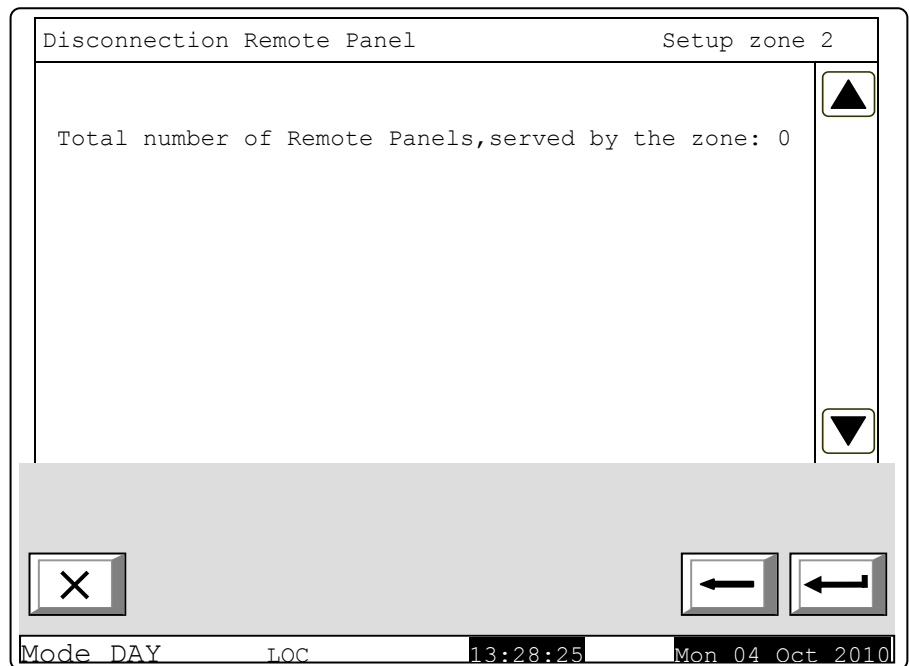 Disconnection Remote Panel Setup zone 2
Total number of Remote Panels,served by the zone: 0
Mode DAY LOC 13:28:25 Mon 04 Oct 2010